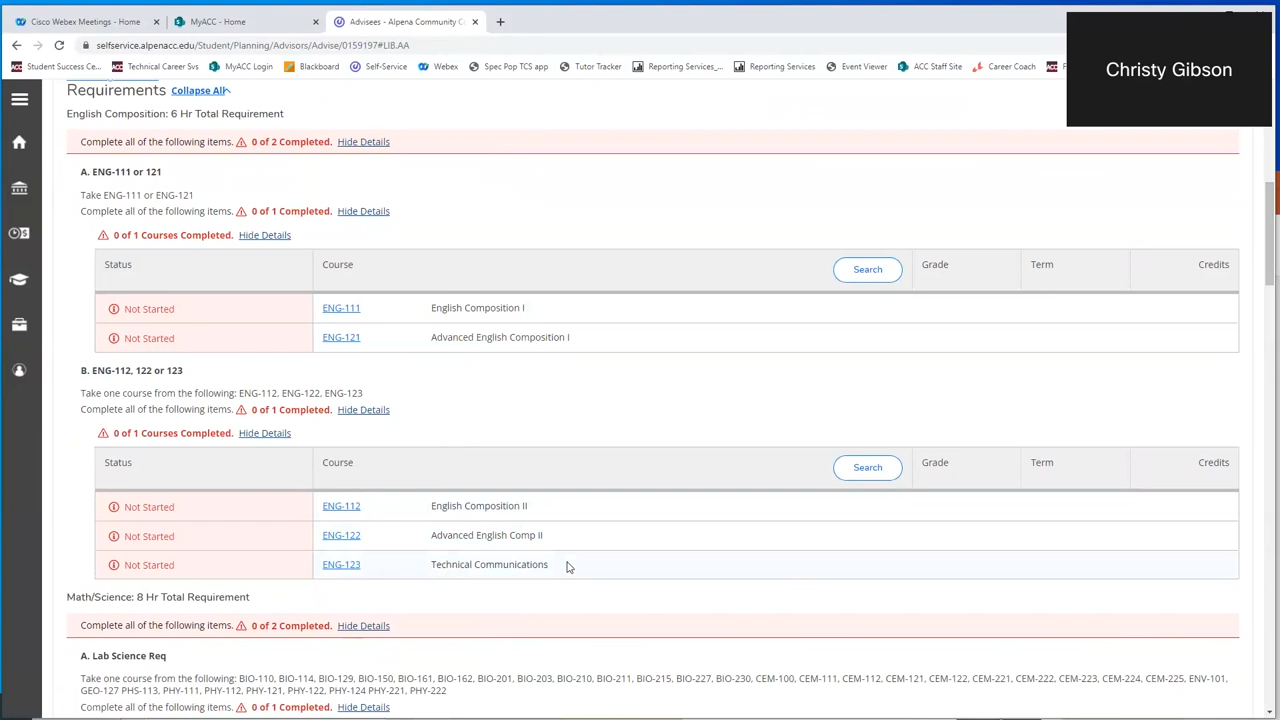 Cisco Webex Meetings - Home
MyACC - Home
Advisees - Alpena Community Co
selfservice.alpenacc.edu/Student/Planning/Advisors/Advise/0159197#LIB.AA
Student Success Ce...
Technical Career Svs
MyACC Login
Blackboard
Self-Service
Webex
Spec Pop TCS app
Tutor Tracker
Reporting Services_...
Reporting Services
Event Viewer
ACC Staff Site
Career Coach
Christy Gibson
Requirements Collapse All
English Composition: 6 Hr Total Requirement
Complete all of the following items. 0 of 2 Completed. Hide Details
A. ENG-111 or 121
Take ENG-111 or ENG-121
Complete all of the following items. 0 of 1 Completed. Hide Details
0 of 1 Courses Completed. Hide Details
Status Course Search Grade Term Credits
Not Started ENG-111 English Composition I
Not Started ENG-121 Advanced English Composition I
B. ENG-112, 122 or 123
Take one course from the following: ENG-112, ENG-122, ENG-123
Complete all of the following items. 0 of 1 Completed. Hide Details
0 of 1 Courses Completed. Hide Details
Status Course Search Grade Term Credits
Not Started ENG-112 English Composition II
Not Started ENG-122 Advanced English Comp II
Not Started ENG-123 Technical Communications
Math/Science: 8 Hr Total Requirement
Complete all of the following items. 0 of 2 Completed. Hide Details
A. Lab Science Req
Take one course from the following: BIO-110, BIO-114, BIO-129, BIO-150, BIO-161, BIO-162, BIO-201, BIO-203, BIO-210, BIO-211, BIO-215, BIO-227, BIO-230, CEM-100, CEM-111, CEM-112, CEM-121, CEM-122, CEM-221, CEM-222, CEM-223, CEM-224, CEM-225, ENV-101,
GEO-127 PHS-113, PHY-111, PHY-112, PHY-121, PHY-122, PHY-124 PHY-221, PHY-222
Complete all of the following items. 0 of 1 Completed. Hide Details